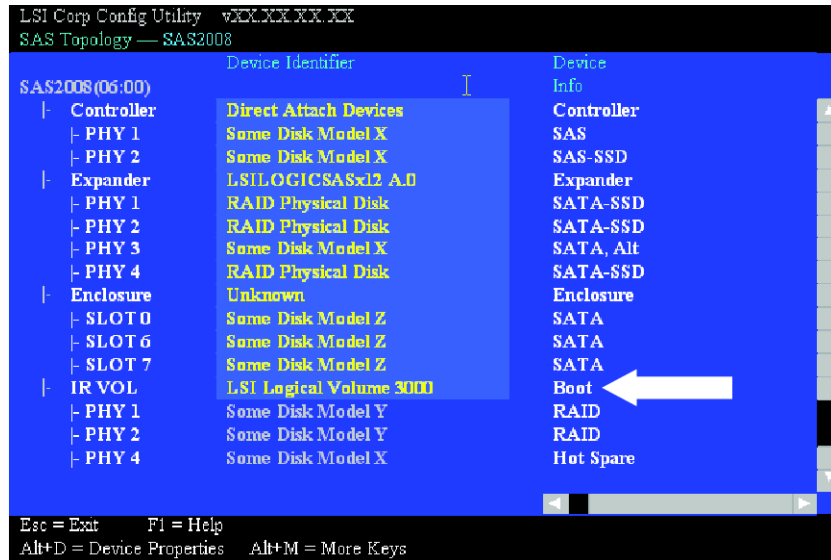 LSI Corp Config Utility vXX.XX.XX.XX
SAS Topology — SAS2008
Device Identifier Device
SAS2008(06:00) Info
|- Controller Direct Attach Devices Controller
|- PHY 1 Some Disk Model X SAS
|- PHY 2 Some Disk Model X SAS-SSD
|- Expander LSILOGICSASx12 A.0 Expander
|- PHY 1 RAID Physical Disk SATA-SSD
|- PHY 2 RAID Physical Disk SATA-SSD
|- PHY 3 Some Disk Model X SATA, Alt
|- PHY 4 RAID Physical Disk SATA-SSD
|- Enclosure Unknown Enclosure
|- SLOT 0 Some Disk Model Z SATA
|- SLOT 6 Some Disk Model Z SATA
|- SLOT 7 Some Disk Model Z SATA
|- IR VOL LSI Logical Volume 3000 Boot
|- PHY 1 Some Disk Model Y RAID
|- PHY 2 Some Disk Model Y RAID
|- PHY 4 Some Disk Model X Hot Spare
Esc = Exit F1 = Help
Alt+D = Device Properties Alt+M = More Keys